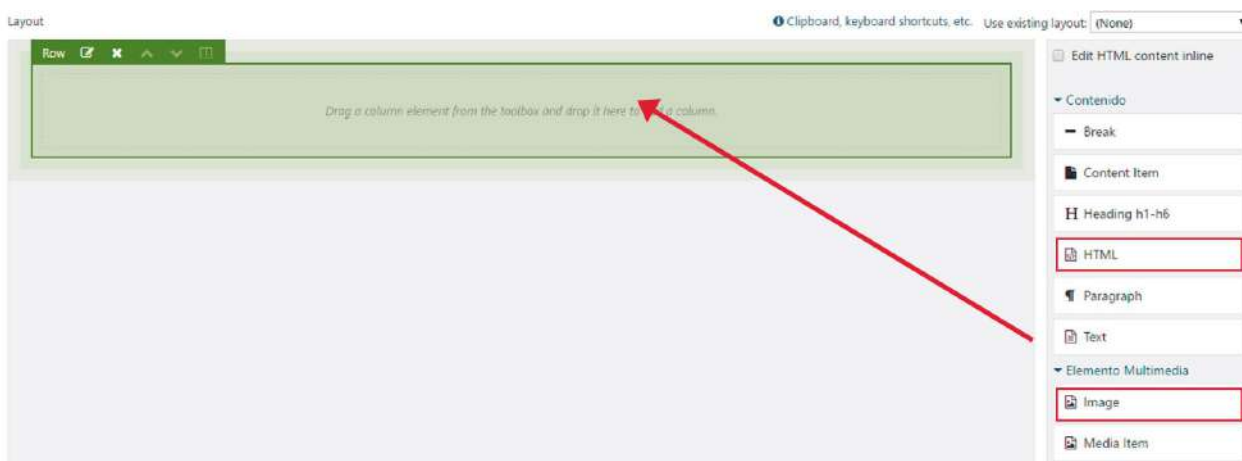 Layout
Clipboard, keyboard shortcuts, etc. Use existing layout: (None)
Row
Drag a column element from the toolbox and drop it here to a column.
Edit HTML content inline
Contenido
Break
Content Item
H Heading h1-h6
HTML
Paragraph
Text
Elemento Multimedia
Image
Media Item